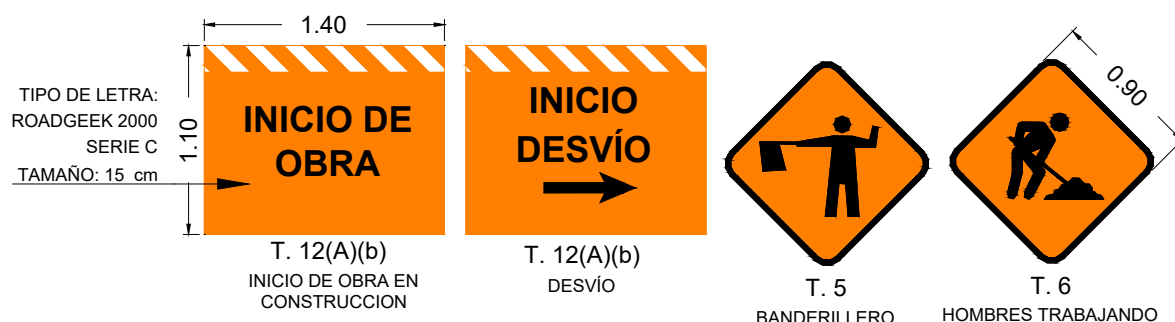 1.40
TIPO DE LETRA:
ROADGEEK 2000
SERIE C
TAMAÑO: 15 cm
1.10
INICIO DE
OBRA
T. 12(A)(b)
INICIO DE OBRA EN
CONSTRUCCION
INICIO
DESVÍO
T. 12(A)(b)
DESVÍO
T. 5
BANDERILLERO
0.90
T. 6
HOMBRES TRABAJANDO